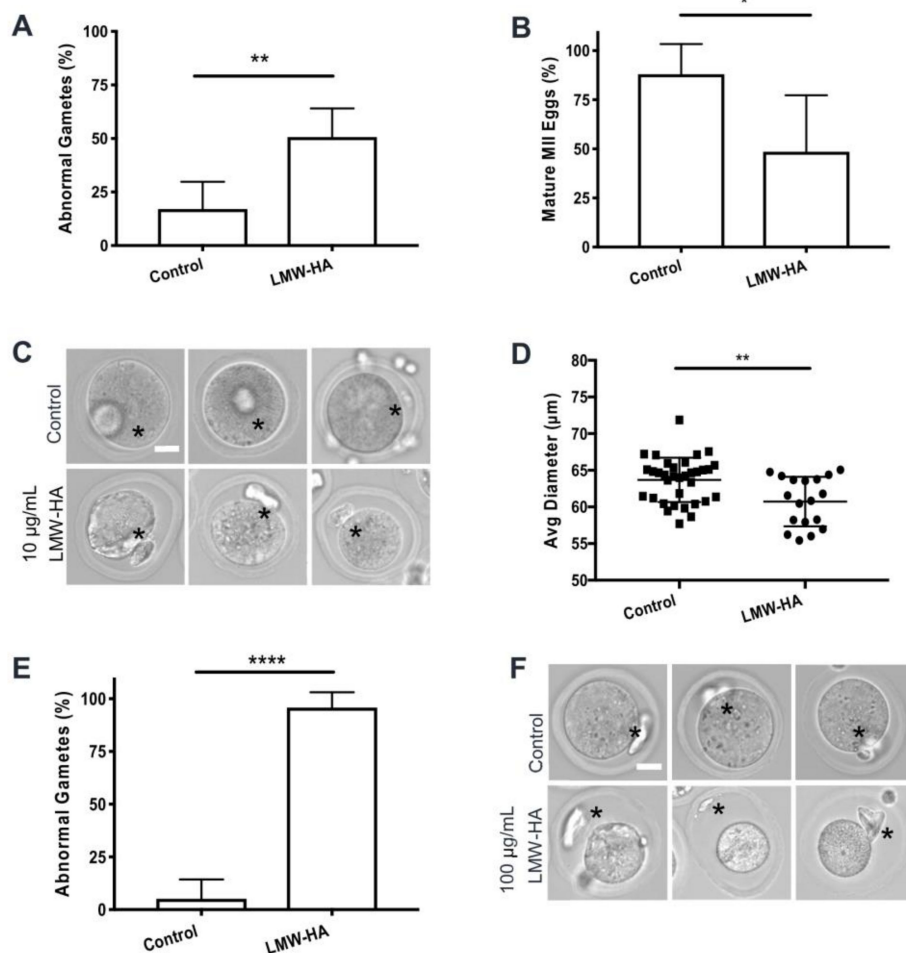 A
Abnormal Gametes (%)
100
75
50
25
0
**
Control
LMW-HA
B
Mature MII Eggs (%)
100
75
50
25
0
*
Control
LMW-HA
C
Control
10 µg/mL
LMW-HA
*
*
*
*
*
*
D
Avg Diameter (µm)
80
75
70
65
60
55
50
**
Control
LMW-HA
E
Abnormal Gametes (%)
100
75
50
25
0
****
Control
LMW-HA
F
Control
100 µg/mL
LMW-HA
*
*
*
*
*
*